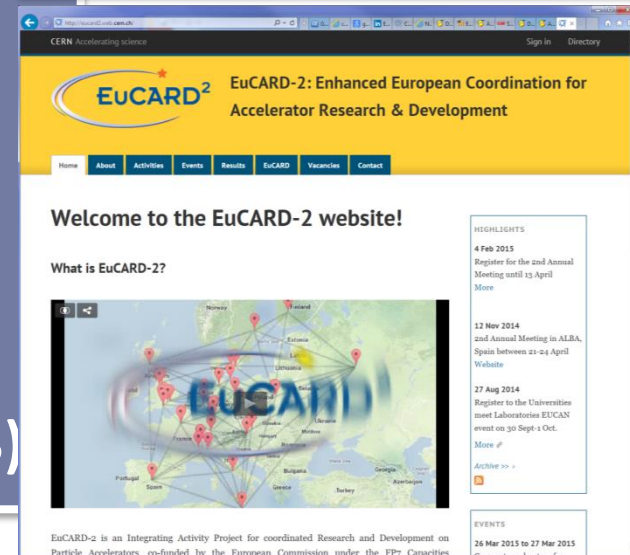 http://eucard2.web.cern.ch/
CERN Accelerating science
Sign in Directory
EuCARD²
EuCARD-2: Enhanced European Coordination for
Accelerator Research & Development
Home About Activities Events Results EuCARD Vacancies Contact
Welcome to the EuCARD-2 website!
What is EuCARD-2?
Norway
Finland
Estonia
Lithuania
Ukraine
Moldova
France
Romania
Bulgaria
Georgia
Azerbaijan
Portugal
Spain
Greece
Turkey
EuCARD
EuCARD-2 is an Integrating Activity Project for coordinated Research and Development on
Particle Accelerators, co-funded by the European Commission under the FP7 Capacities
HIGHLIGHTS
4 Feb 2015
Register for the 2nd Annual
Meeting until 13 April
More
12 Nov 2014
2nd Annual Meeting in ALBA,
Spain between 21-24 April
Website
27 Aug 2014
Register to the Universities
meet Laboratories EUCAN
event on 30 Sept-1 Oct.
More
Archive >>
EVENTS
26 Mar 2015 to 27 Mar 2015
)